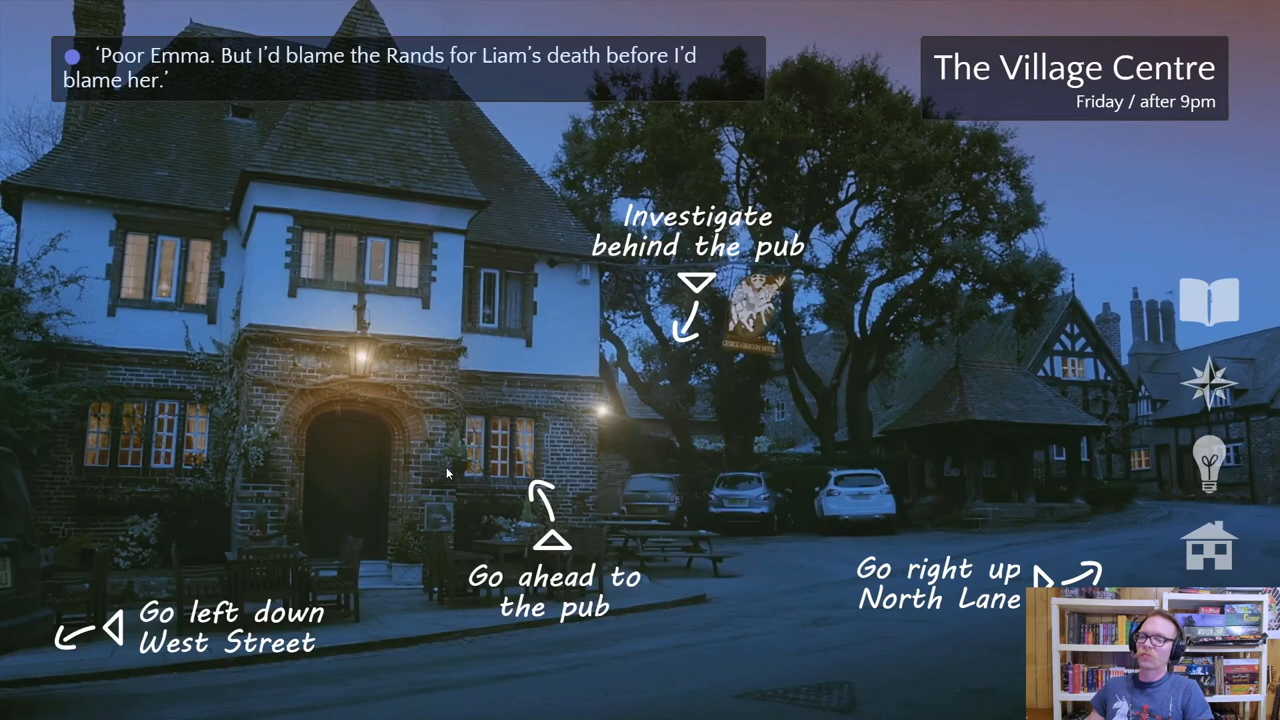 ‘Poor Emma. But I’d blame the Rands for Liam’s death before I’d
blame her.’
The Village Centre
Friday / after 9pm
Investigate
behind the pub
Go ahead to
the pub
Go right up
North Lane
Go left down
West Street